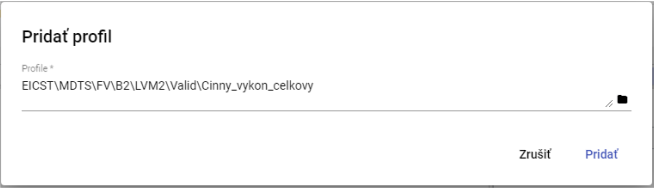 Pridať profil
Profile *
EICST\MDTS\FV\B2\LVM2\Valid\Cinny_vykon_celkovy
Zrušiť Pridať